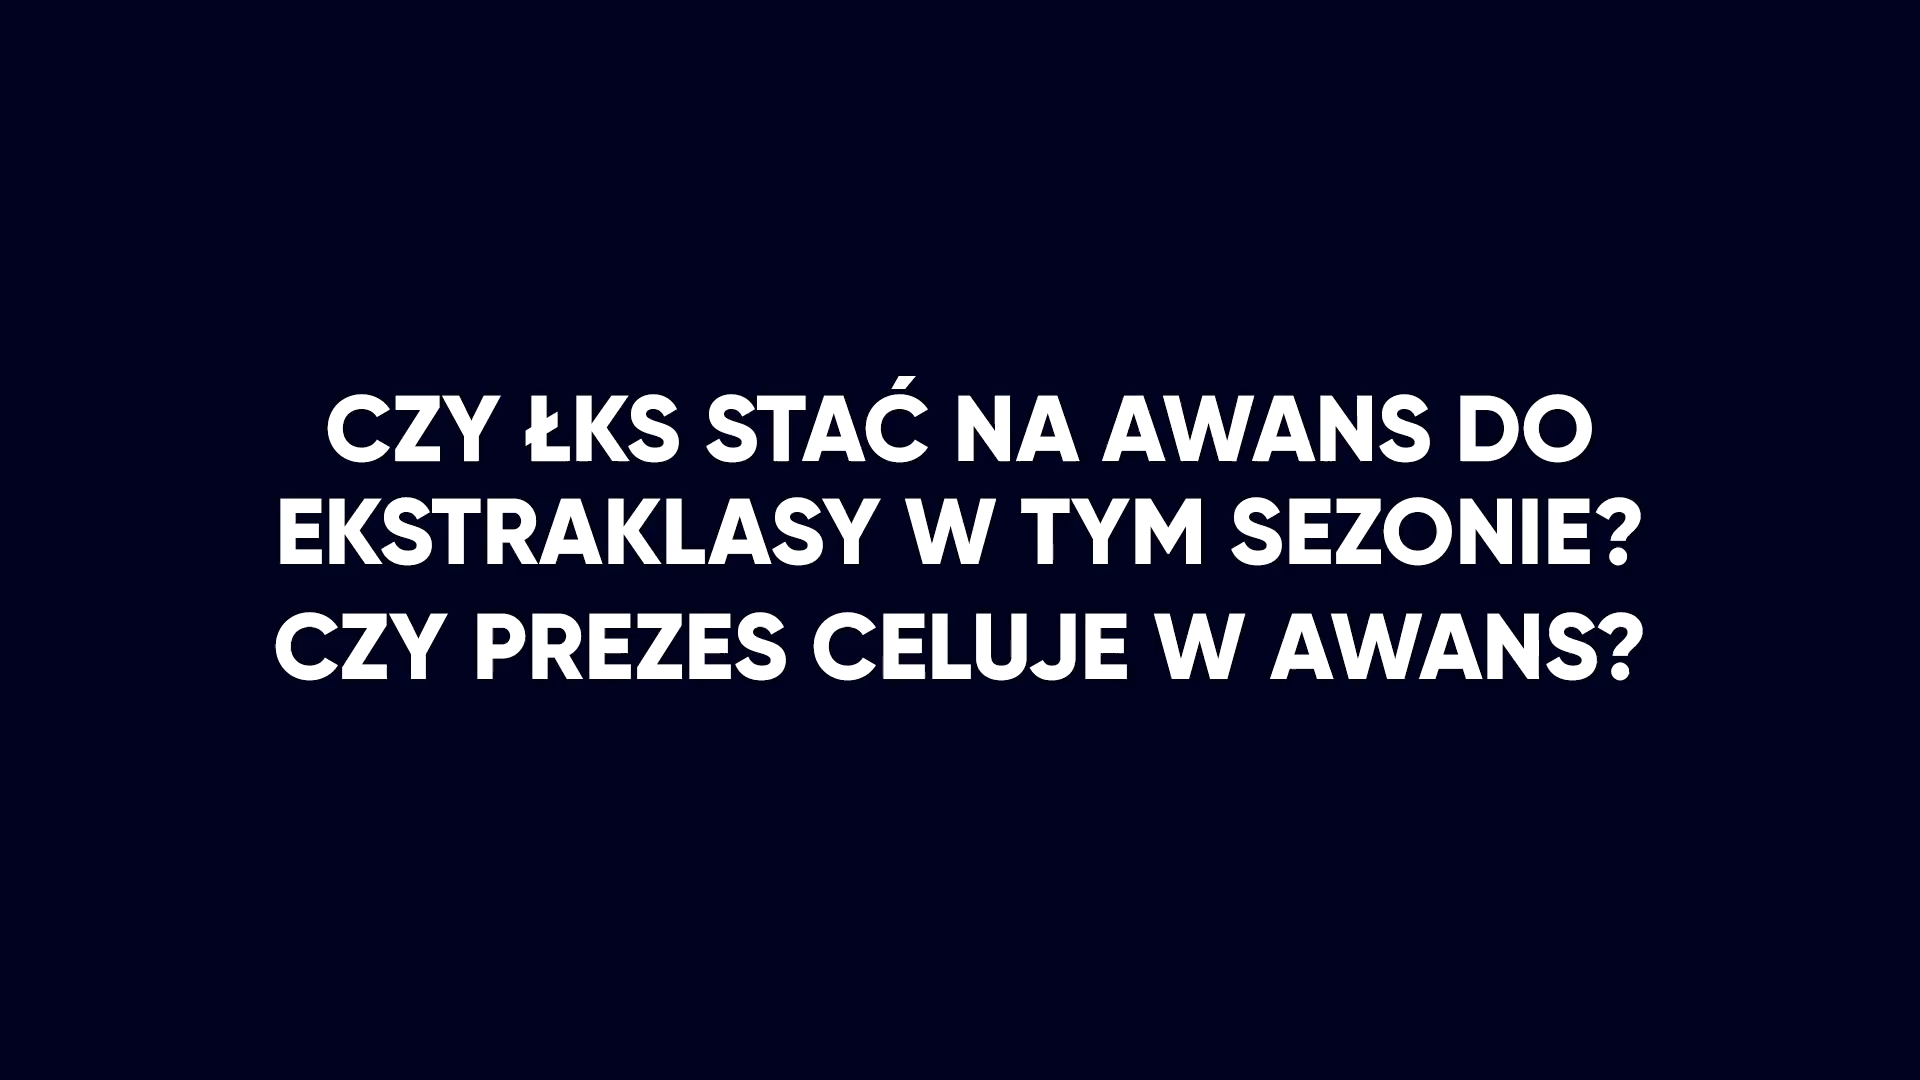 CZY ŁKS STAĆ NA AWANS DO
EKSTRAKLASY W TYM SEZONIE?
CZY PREZES CELUJE W AWANS?